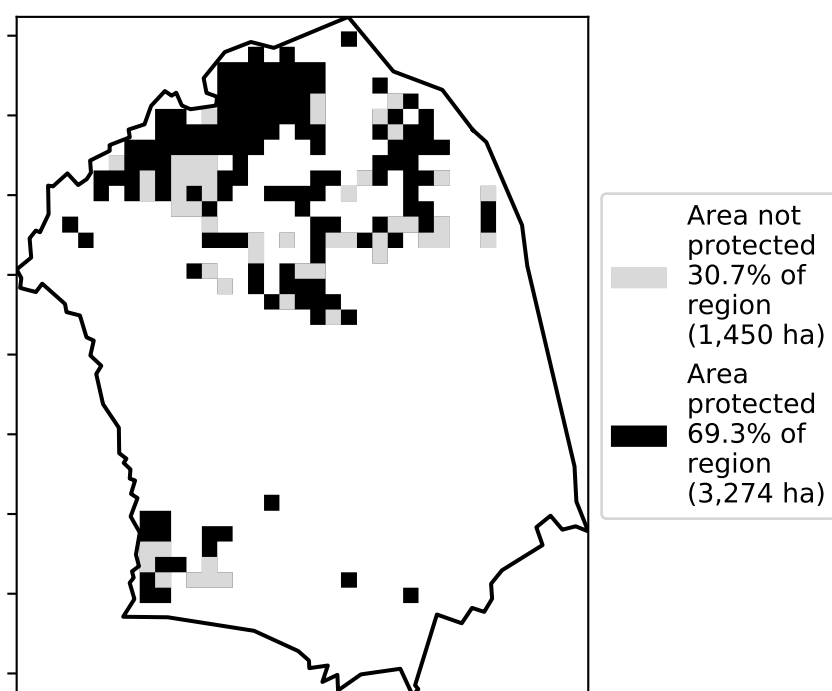 Area not
protected
30.7% of
region
(1,450 ha)
Area
protected
69.3% of
region
(3,274 ha)